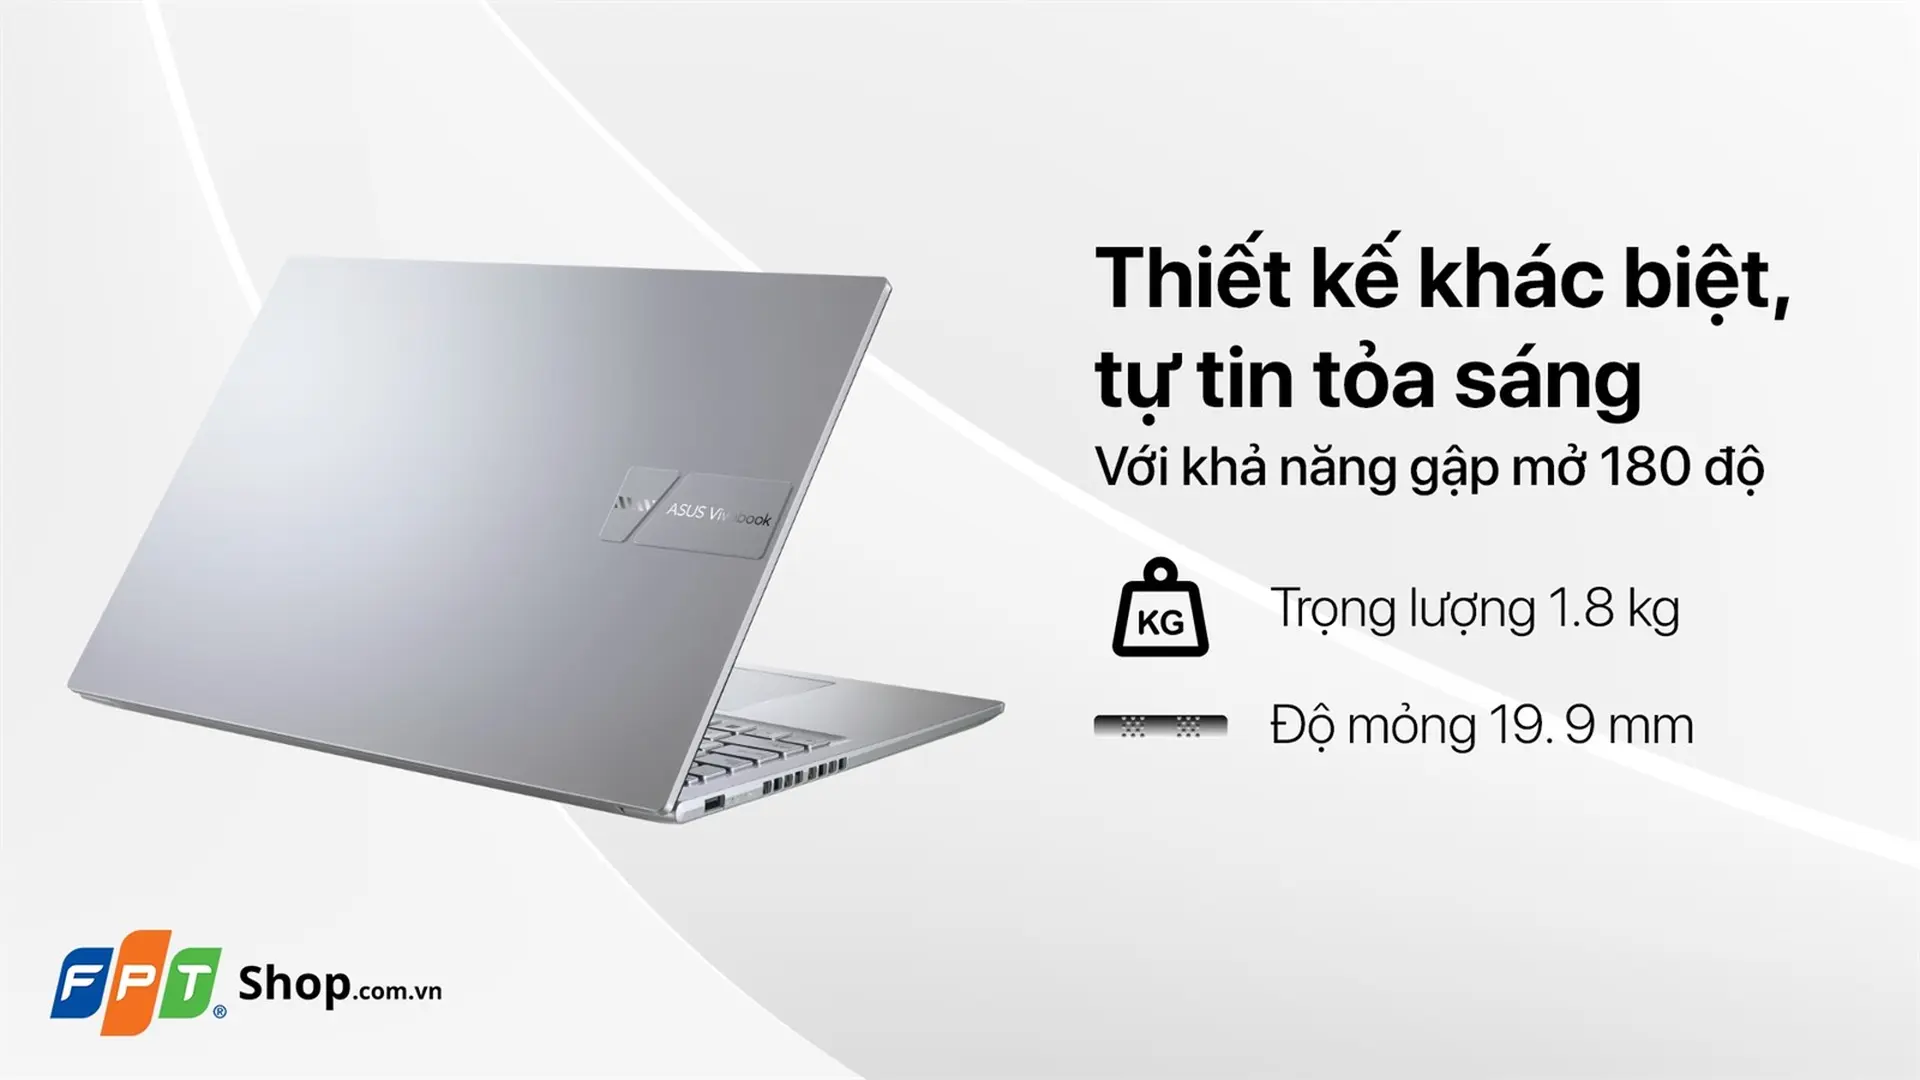 Thiết kế khác biệt,
tự tin tỏa sáng
Với khả năng gập mở 180 độ
KG
Trọng lượng 1.8 kg
Độ mỏng 19. 9 mm
ASUS Vivobook
FPT® Shop.com.vn